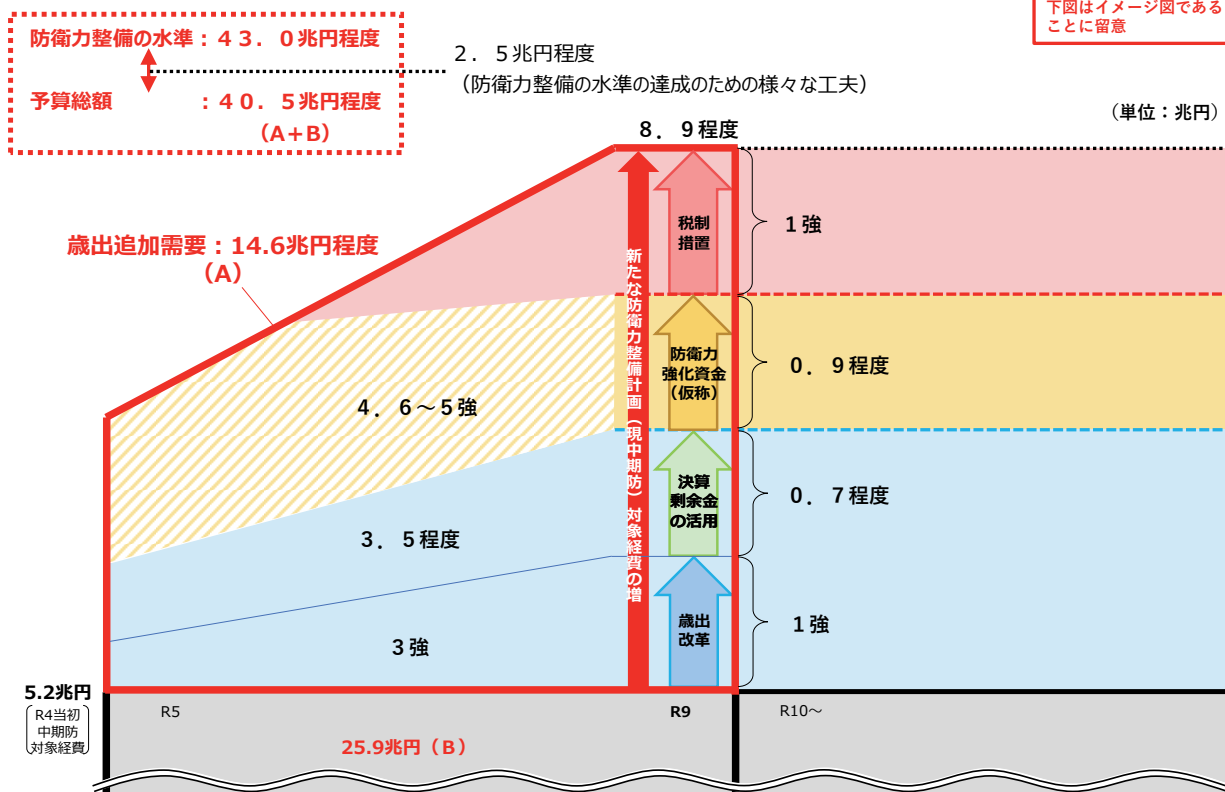 下図はイメージ図である
ことに留意
防衛力整備の水準：４３．０兆円程度
２．５兆円程度
（防衛力整備の水準の達成のための様々な工夫）
予算総額　　　　：４０．５兆円程度
（A＋B）
（単位：兆円）
８．９程度
歳出追加需要：14.6兆円程度
（A）
新たな防衛力整備計画（現中期防）対象経費の増
税制
措置
１強
防衛力
強化資金
（仮称）
０．９程度
４．６～５強
決算
剰余金
の活用
０．７程度
３．５程度
歳出
改革
１強
３強
5.2兆円
R4当初
中期防
対象経費
R5
R9
R10～
25.9兆円（B）